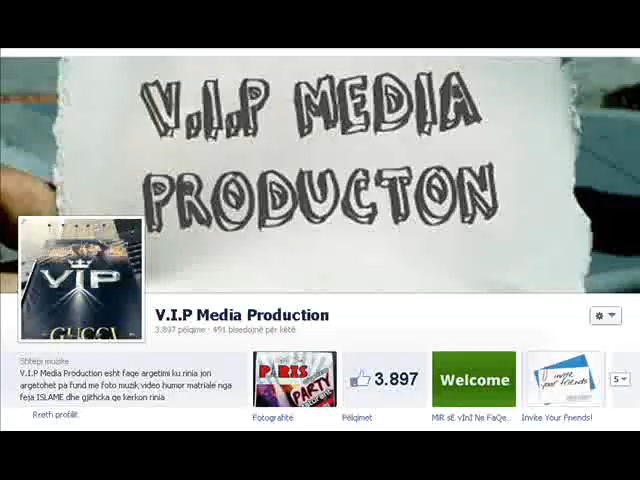 V.I.P MEDIA
PRODUCTON
VIP
GUCCI
V.I.P Media Production
3.897 pëlqime · 491 bisedojnë për këtë
Shtëpi muzike
V.I.P Media Production esht faqe argetimi ku rinia jon
argetohet pa fund me foto muzik video humor matrialë nga
feja ISLAME dhe gjithcka qe kerkon rinia
Rreth profilit
PARIS
PARTY
3.897
Welcome
invite
your friends
5
Fotografitë
Pëlqimet
MiR sE vInI Ne FaQe...
Invite Your Friends!